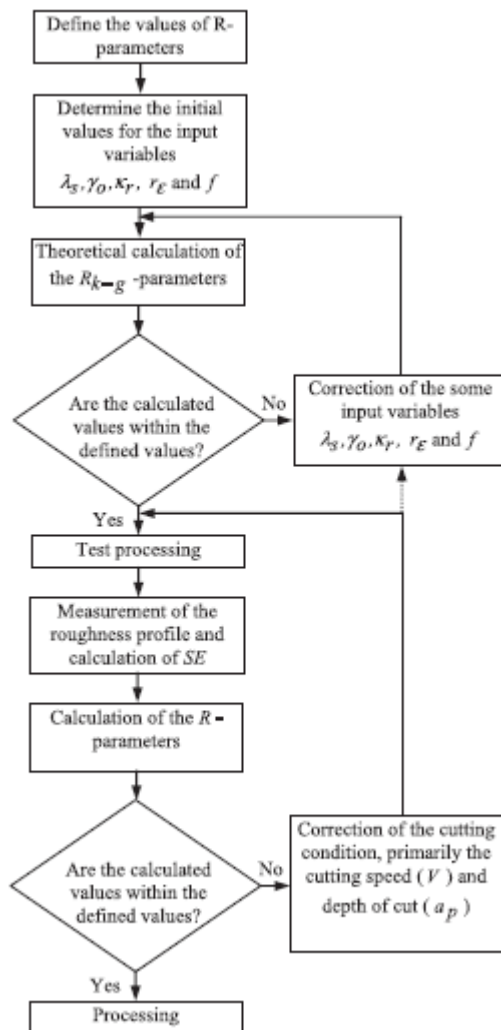 Define the values of R-
parameters
Determine the initial
values for the input
variables
λs,γo,κr, rε and f
Theoretical calculation of
the Rk-g -parameters
Are the calculated
values within the
defined values?
No
Correction of the some
input variables
λs,γo,κr, rε and f
Yes
Test processing
Measurement of the
roughness profile and
calculation of SE
Calculation of the R-
parameters
Are the calculated
values within the
defined values?
No
Correction of the cutting
condition, primarily the
cutting speed (V) and
depth of cut (ap)
Yes
Processing